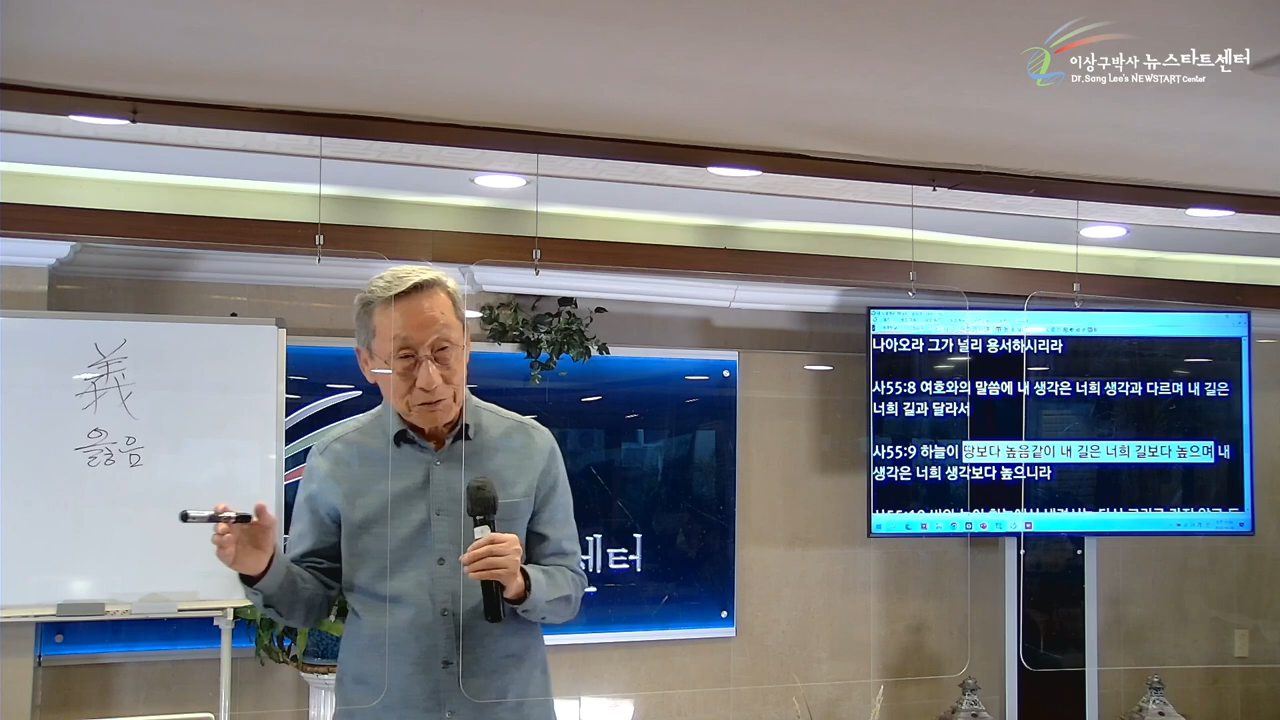 이상구박사 뉴스타트센터
Dr. Sang Lee's NEWSTART Center
義
옳음
센터
나아오라 그가 널리 용서하시리라
사55:8 여호와의 말씀에 내 생각은 너희 생각과 다르며 내 길은
너희 길과 달라서
사55:9 하늘이 땅보다 높음같이 내 길은 너희 길보다 높으며 내
생각은 너희 생각보다 높으니라